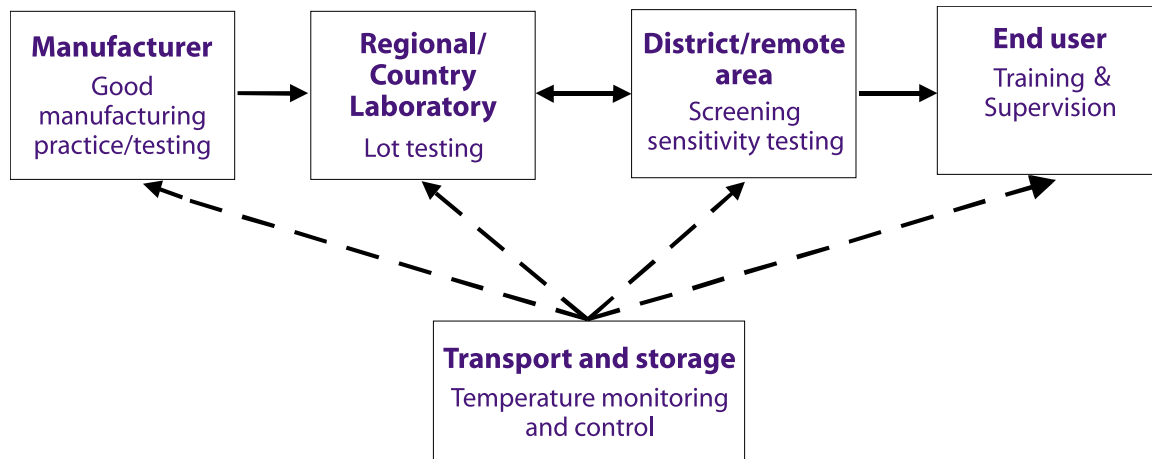 Manufacturer
Good
manufacturing
practice/testing
Regional/
Country
Laboratory
Lot testing
District/remote
area
Screening
sensitivity testing
End user
Training &
Supervision
Transport and storage
Temperature monitoring
and control